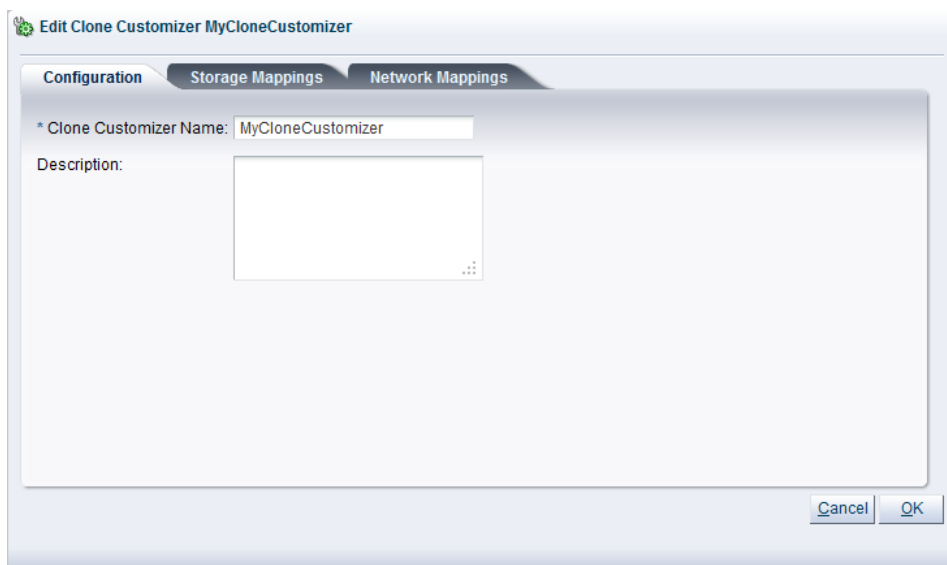 Edit Clone Customizer MyCloneCustomizer
Configuration Storage Mappings Network Mappings
* Clone Customizer Name: MyCloneCustomizer
Description:
Cancel OK